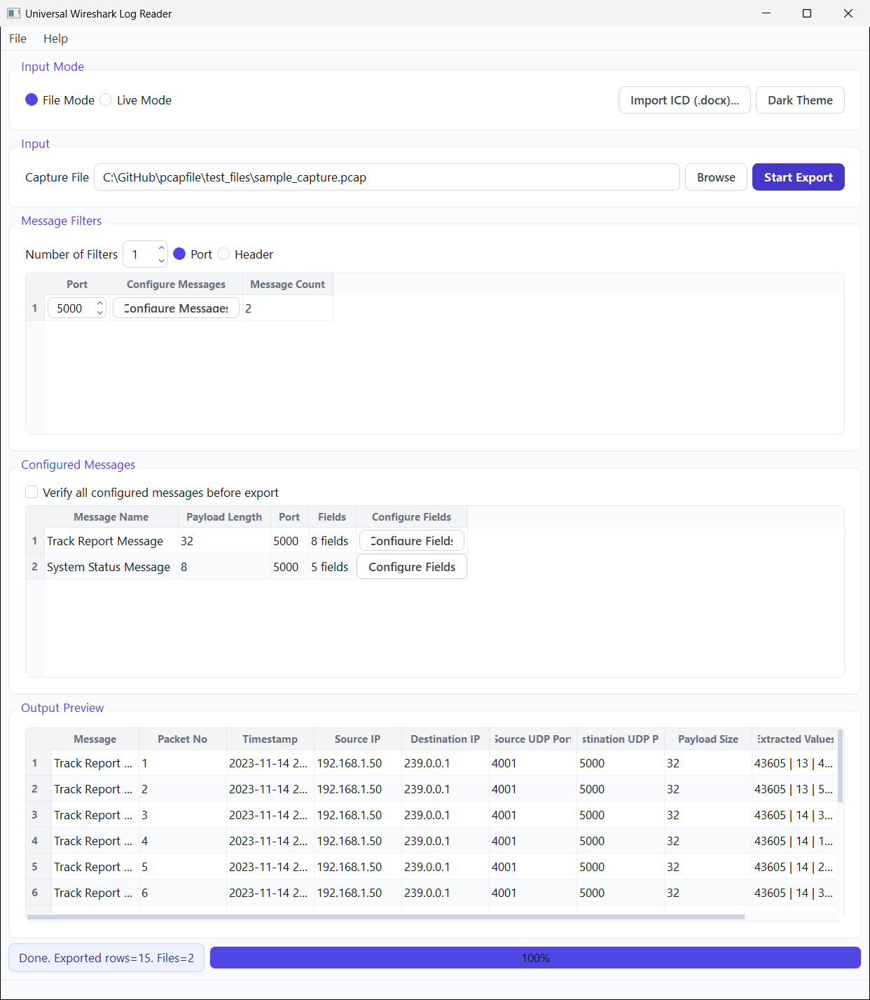 Universal Wireshark Log Reader
File Help
Input Mode
File Mode Live Mode Import ICD (.docx)... Dark Theme
Input
Capture File C:\GitHub\pcapfile\test_files\sample_capture.pcap Browse Start Export
Message Filters
Number of Filters 1 Port Header
Port Configure Messages Message Count
1 5000 Configure Messages 2
Configured Messages
Verify all configured messages before export
Message Name Payload Length Port Fields Configure Fields
1 Track Report Message 32 5000 8 fields Configure Fields
2 System Status Message 8 5000 5 fields Configure Fields
Output Preview
Message Packet No Timestamp Source IP Destination IP Source UDP Port stination UDP P Payload Size Extracted Values
1 Track Report ... 1 2023-11-14 2... 192.168.1.50 239.0.0.1 4001 5000 32 43605 | 13 | 4...
2 Track Report ... 2 2023-11-14 2... 192.168.1.50 239.0.0.1 4001 5000 32 43605 | 13 | 5...
3 Track Report ... 3 2023-11-14 2... 192.168.1.50 239.0.0.1 4001 5000 32 43605 | 14 | 3...
4 Track Report ... 4 2023-11-14 2... 192.168.1.50 239.0.0.1 4001 5000 32 43605 | 14 | 1...
5 Track Report ... 5 2023-11-14 2... 192.168.1.50 239.0.0.1 4001 5000 32 43605 | 14 | 2...
6 Track Report ... 6 2023-11-14 2... 192.168.1.50 239.0.0.1 4001 5000 32 43605 | 14 | 3...
Done. Exported rows=15. Files=2 100%